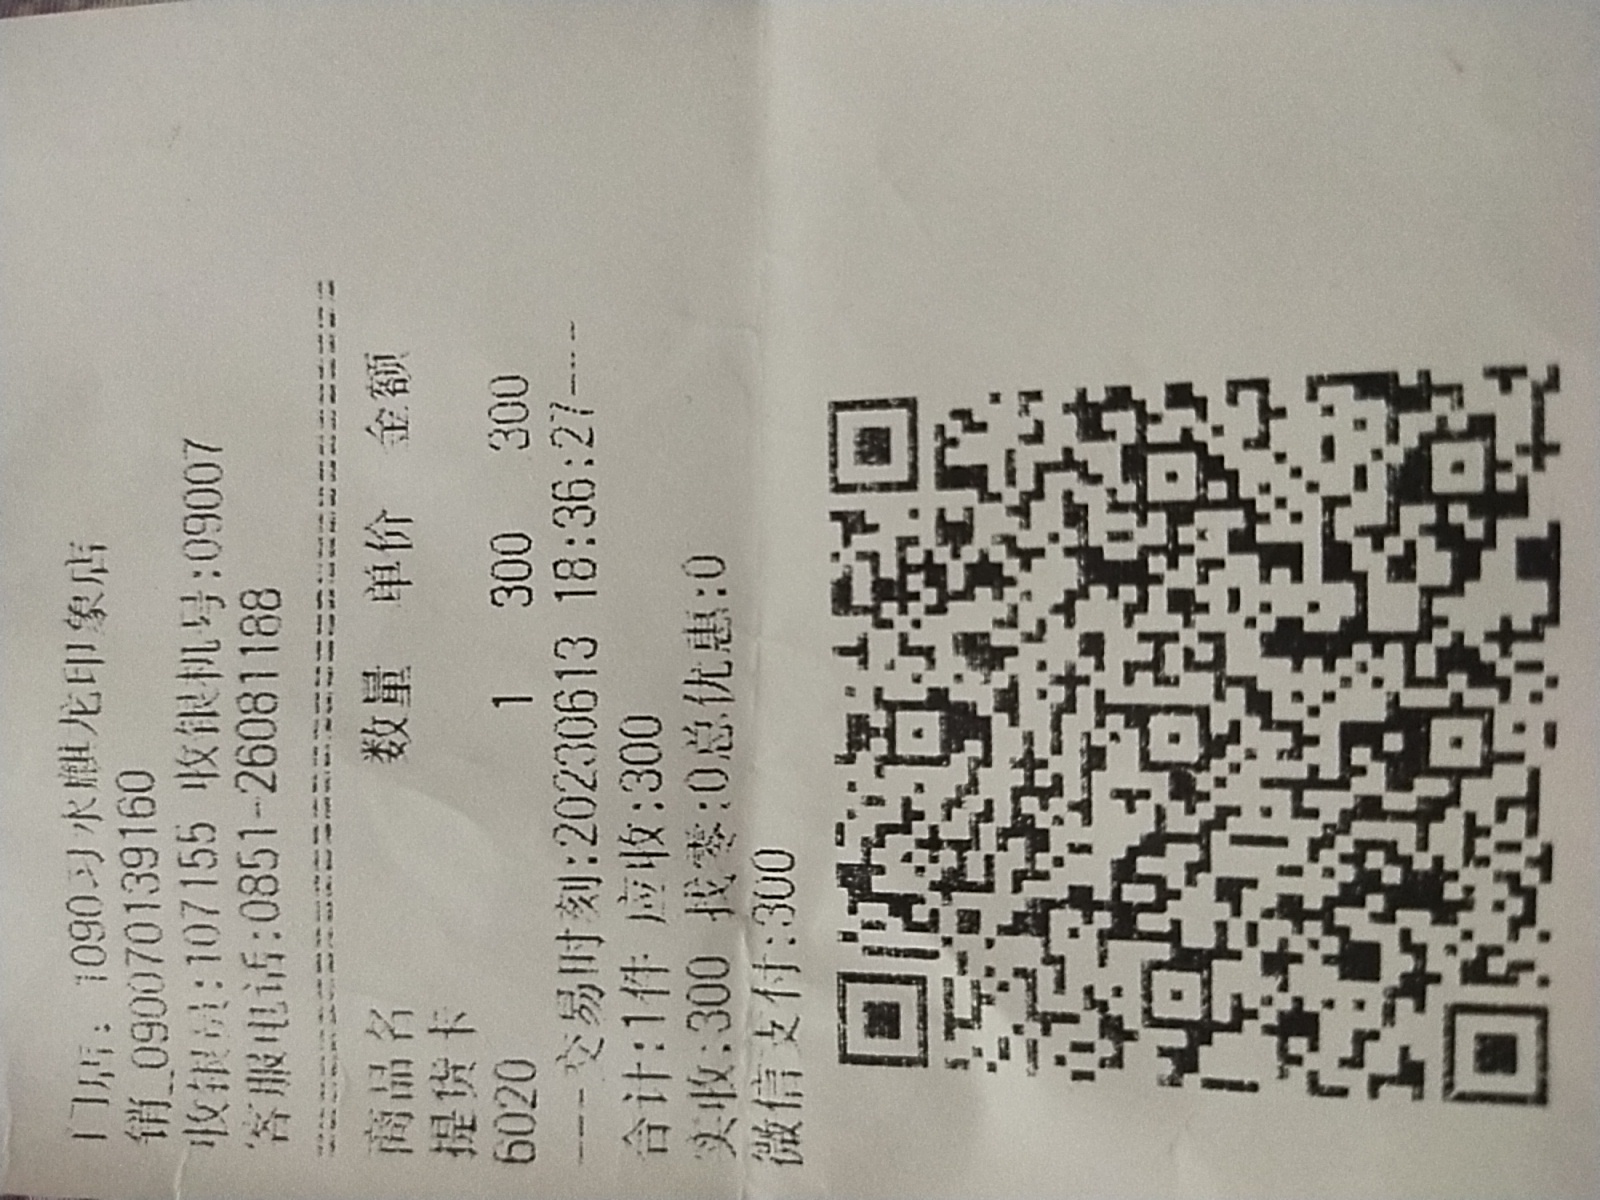 门店: 1090习水麒龙印象店
销_090070139160
收银员:107155 收银机号:09007
客服电话:0851-26081188
商品名 数量 单价 金额
提货卡
6020 1 300 300
---交易时刻:20230613 18:36:27---
合计:1件 应收:300
实收:300 找零:0总优惠:0
微信支付:300